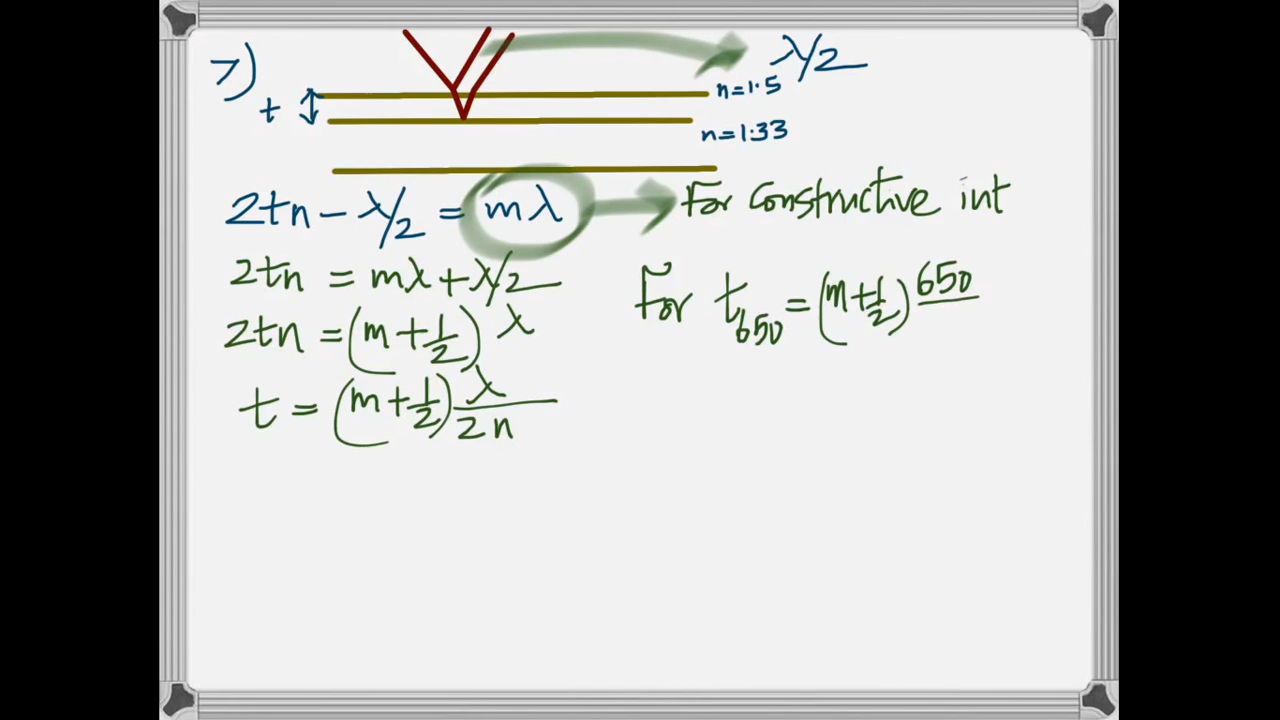 7)
λ/2
t
n=1.5
n=1.33
2tn - λ/2 = mλ
For constructive int
2tn = mλ + λ/2
2tn = (m + 1/2) λ
t = (m + 1/2) λ/2n
For t650 = (m + 1/2) 650